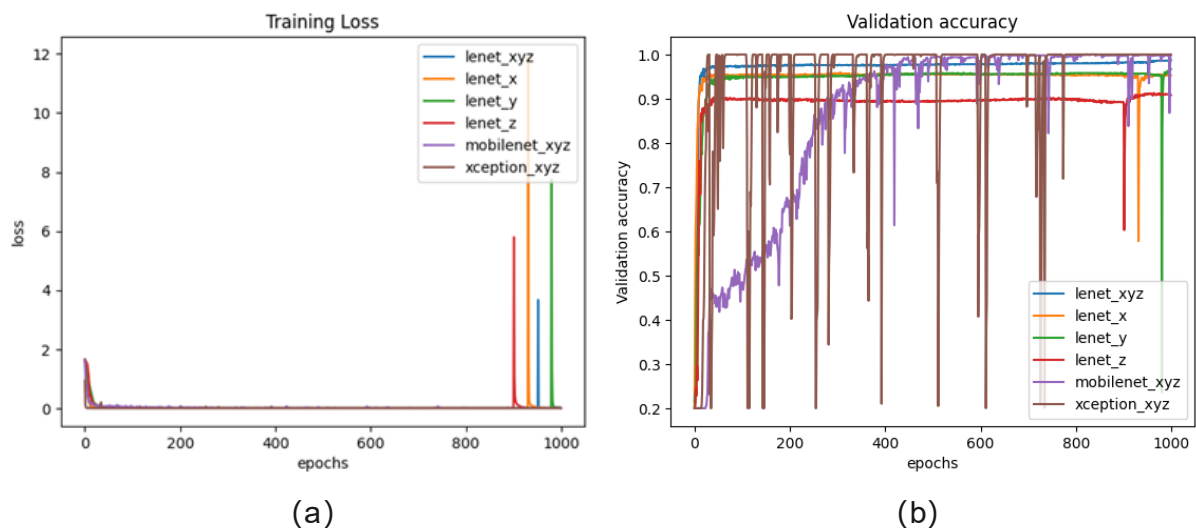 Training Loss
12
10
8
6
4
2
0
loss
0 200 400 600 800 1000
epochs
lenet_xyz
lenet_x
lenet_y
lenet_z
mobilenet_xyz
xception_xyz
(a)
Validation accuracy
1.0
0.9
0.8
0.7
0.6
0.5
0.4
0.3
0.2
Validation accuracy
0 200 400 600 800 1000
epochs
lenet_xyz
lenet_x
lenet_y
lenet_z
mobilenet_xyz
xception_xyz
(b)